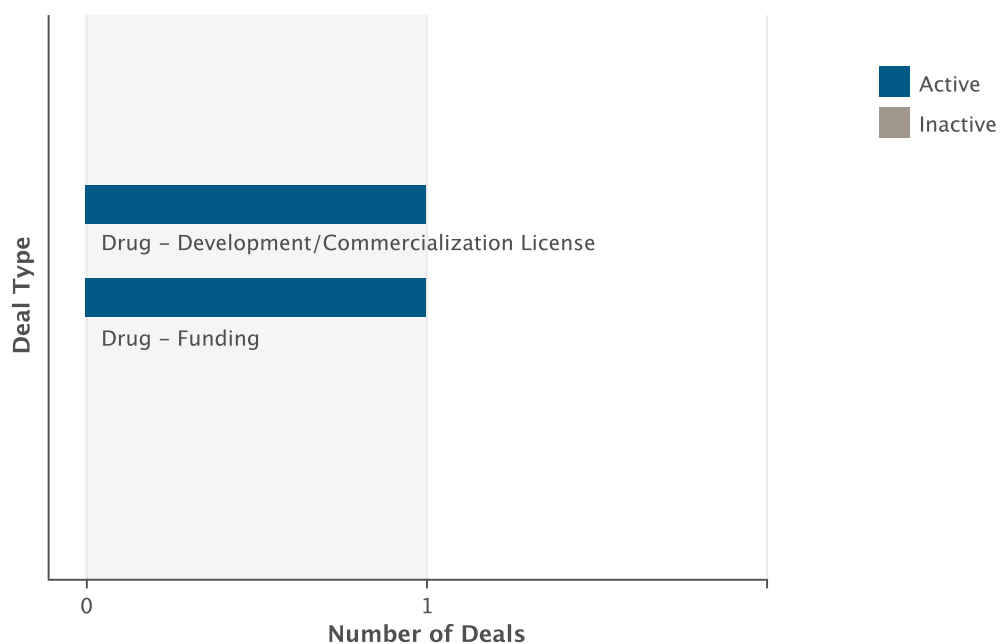 Active
Inactive
Drug – Development/Commercialization License
Drug – Funding
Deal Type
0
1
Number of Deals